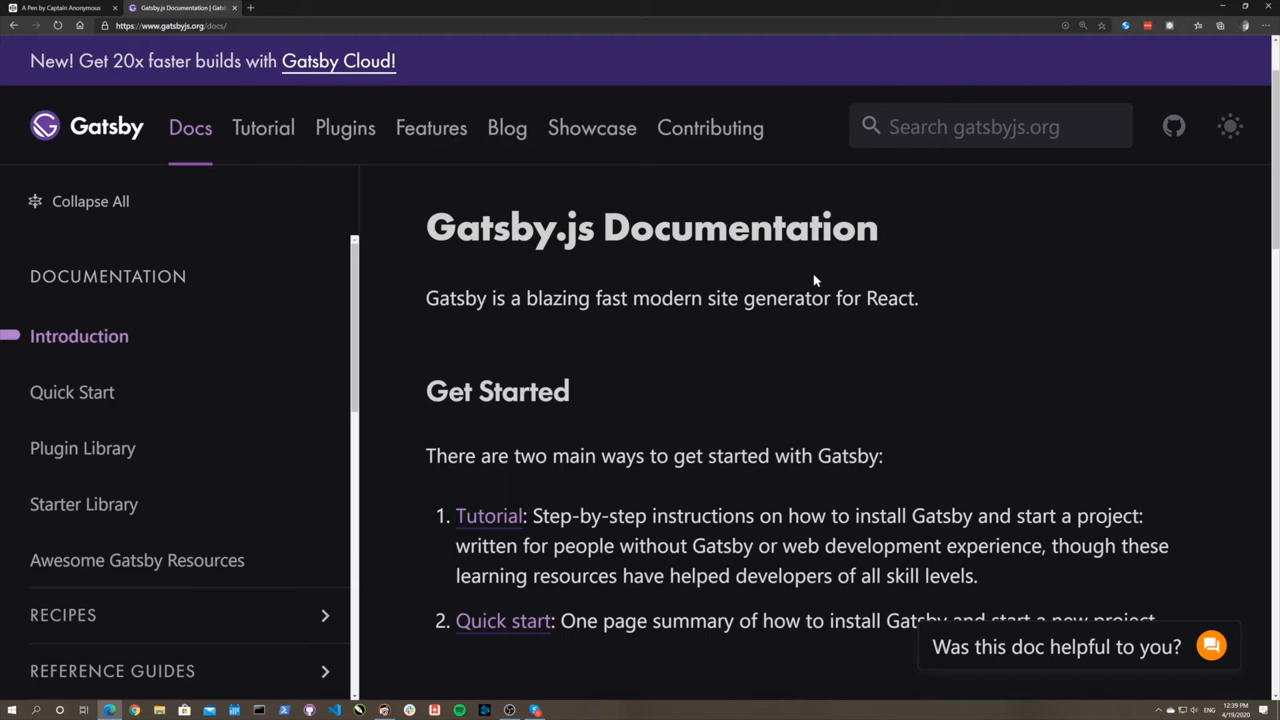 A Pen by Captain Anonymous
Gatsby.js Documentation | Gats
https://www.gatsbyjs.org/docs/
New! Get 20x faster builds with Gatsby Cloud!
Gatsby
Docs
Tutorial
Plugins
Features
Blog
Showcase
Contributing
Search gatsbyjs.org
Collapse All
DOCUMENTATION
Introduction
Quick Start
Plugin Library
Starter Library
Awesome Gatsby Resources
RECIPES
REFERENCE GUIDES
Gatsby.js Documentation
Gatsby is a blazing fast modern site generator for React.
Get Started
There are two main ways to get started with Gatsby:
1. Tutorial: Step-by-step instructions on how to install Gatsby and start a project:
written for people without Gatsby or web development experience, though these
learning resources have helped developers of all skill levels.
2. Quick start: One page summary of how to install Gatsby and start a new project
Was this doc helpful to you?
ENG
12:39 PM
4/19/2020